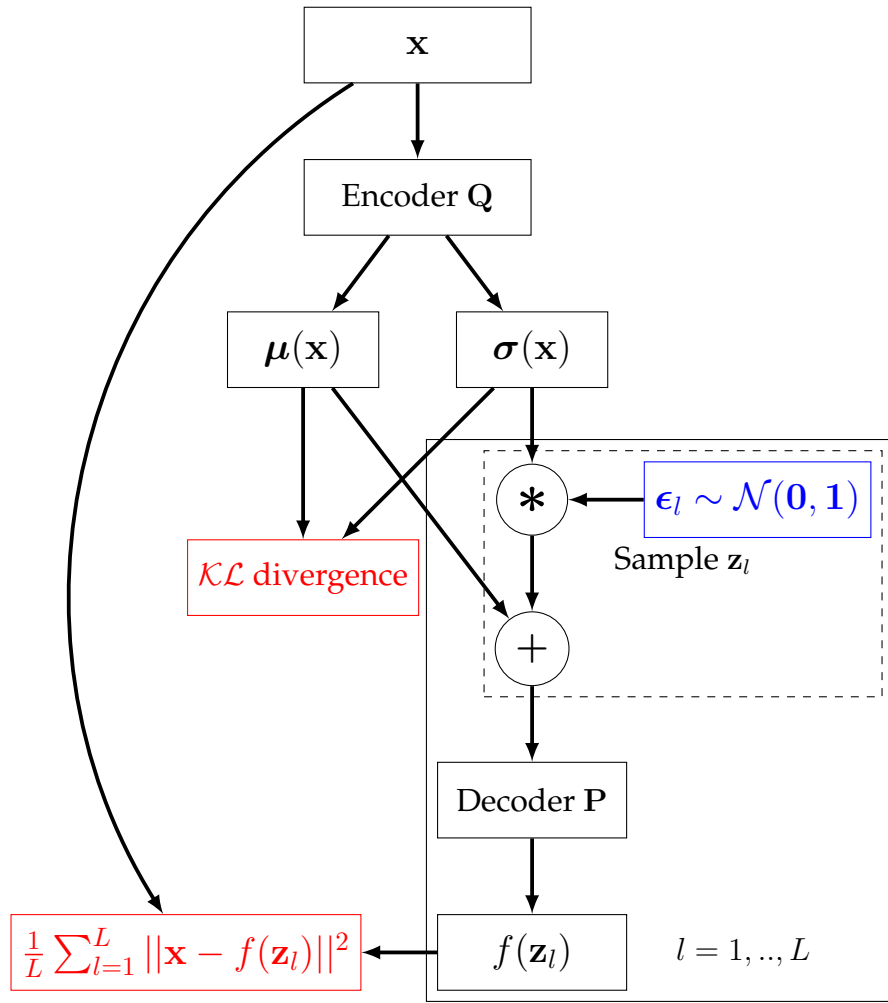 x
Encoder Q
μ(x)
σ(x)
*
ϵ_l ∼ 𝒩(0, 1)
Sample z_l
𝒦ℒ divergence
+
Decoder P
1/L ∑_{l=1}^{L} ||x − f(z_l)||²
f(z_l)
l = 1, .., L